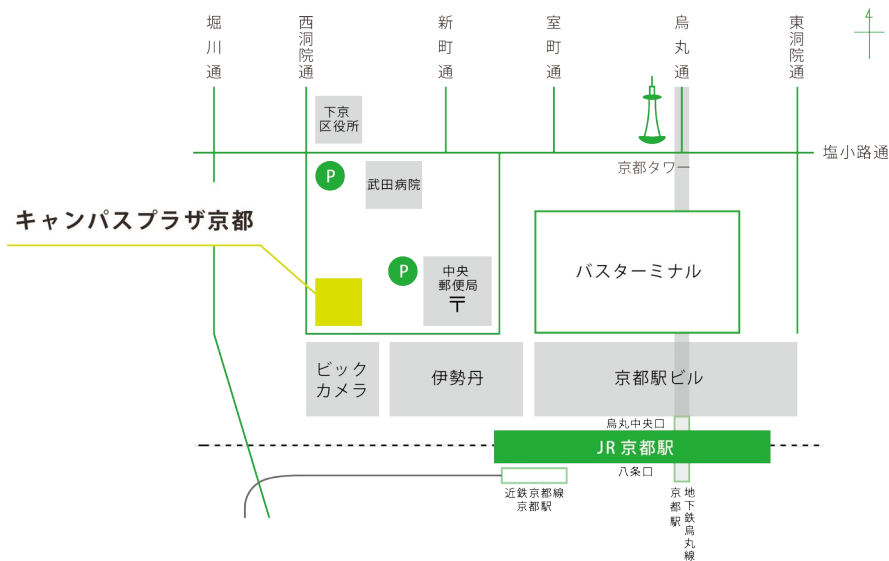 堀川通
西洞院通
新町通
室町通
烏丸通
東洞院通
下京
区役所
塩小路通
京都タワー
P
武田病院
キャンパスプラザ京都
P
中央
郵便局
〒
バスターミナル
ビック
カメラ
伊勢丹
京都駅ビル
烏丸中央口
JR 京都駅
八条口
近鉄京都線
京都駅
地下鉄烏丸線
京都駅